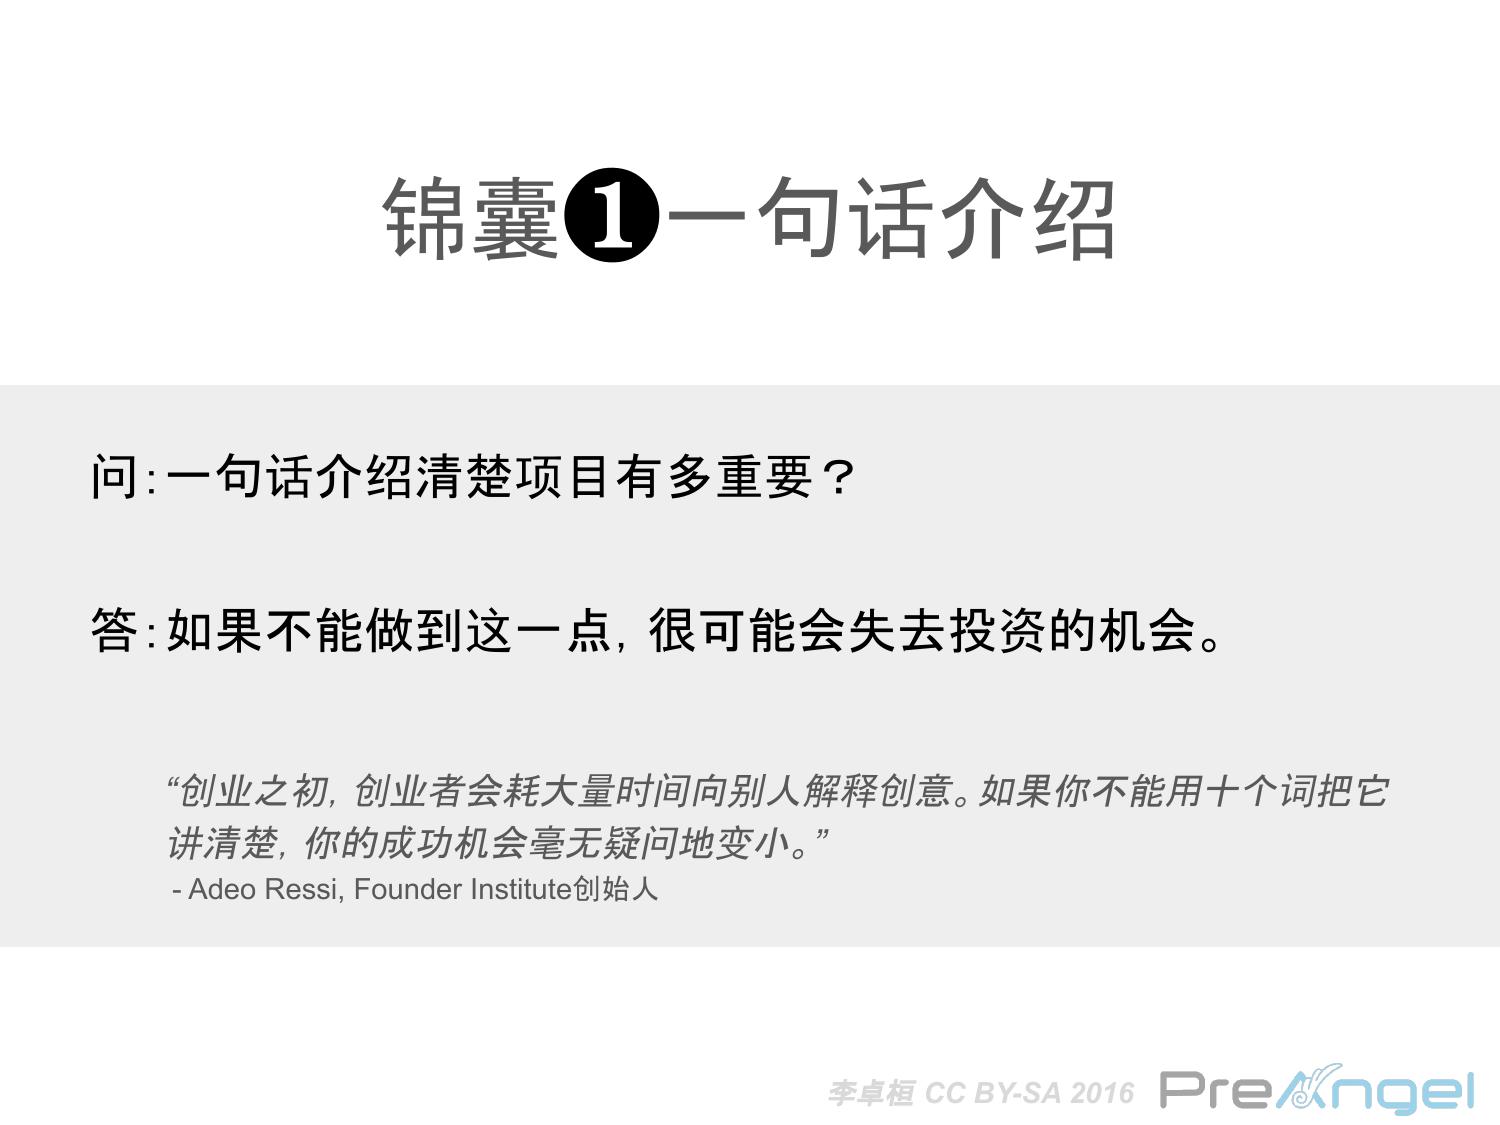 锦囊❶一句话介绍
问：一句话介绍清楚项目有多重要？
答：如果不能做到这一点，很可能会失去投资的机会。
“创业之初，创业者会耗大量时间向别人解释创意。如果你不能用十个词把它
讲清楚，你的成功机会毫无疑问地变小。”
- Adeo Ressi, Founder Institute创始人
李卓桓 CC BY-SA 2016 PreAngel